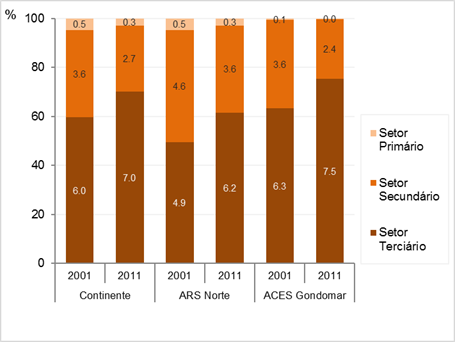 %
100
80
60
40
20
0
0.5 0.3 0.5 0.3 0.1 0.0
3.6 2.7 4.6 3.6 3.6 2.4
6.0 7.0 4.9 6.2 6.3 7.5
2001 2011 2001 2011 2001 2011
Continente ARS Norte ACES Gondomar
Setor
Primário
Setor
Secundário
Setor
Terciário